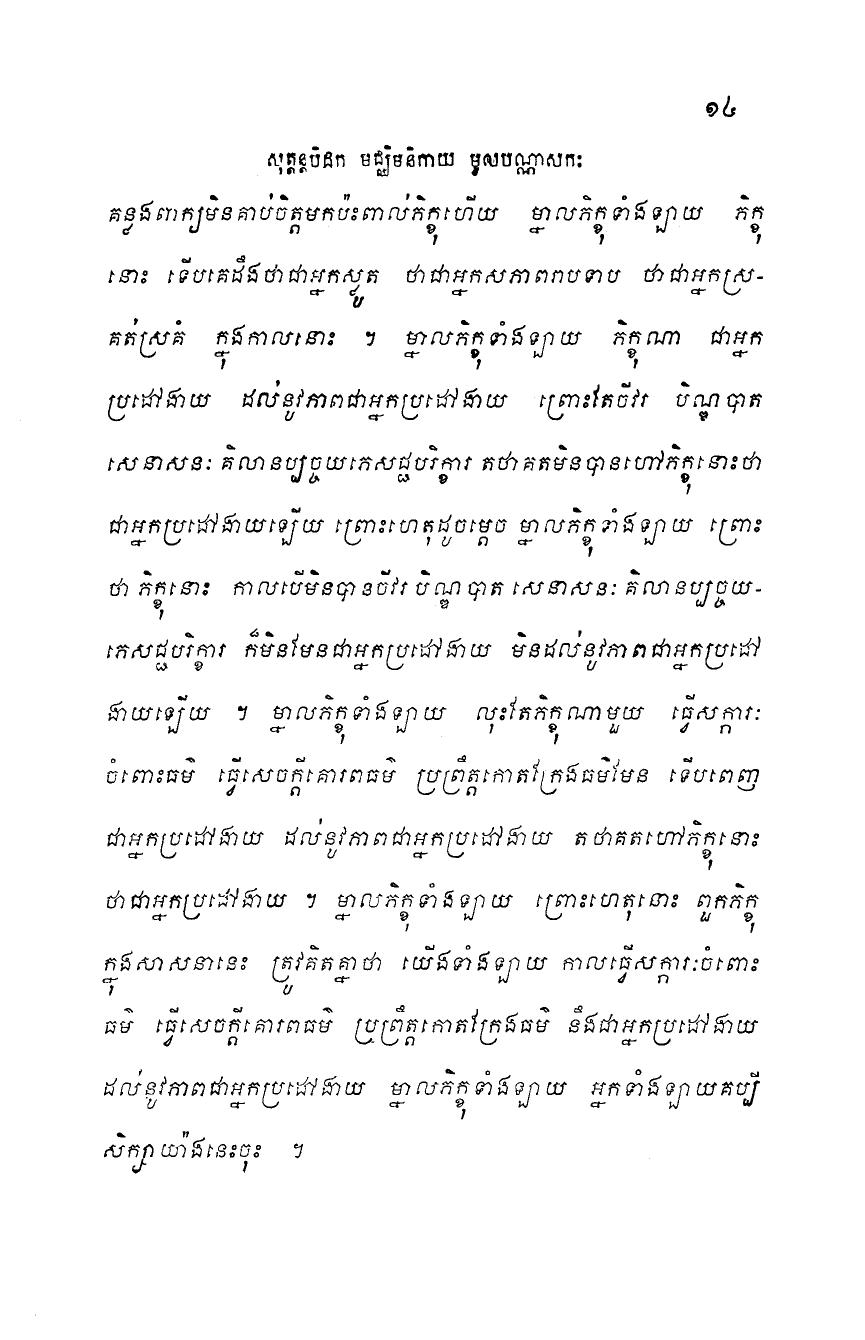 ១៤
សុត្តន្តបិដក មជ្ឈិមនិកាយ មូលបណ្ណាសកៈ
គន្លងពាក្យមិនគាប់ចិត្តមកប៉ះពាល់ភិក្ខុហើយ ម្នាលភិក្ខុទាំងឡាយ ភិក្ខុ
នោះ ទើបគេដឹងថាជាអ្នកស្លូត ថាជាអ្នកសភាពរាបទាប ថាជាអ្នកស្រ-
គត់ស្រគំ ក្នុងកាលនោះ ។ ម្នាលភិក្ខុទាំងឡាយ ភិក្ខុណា ជាអ្នក
ប្រដៅងាយ ដល់នូវភាពជាអ្នកប្រដៅងាយ ព្រោះតែចីវរ បិណ្ឌបាត
សេនាសនៈ គិលានប្បច្ចយភេសជ្ជបរិក្ខារ តថាគតមិនបានហៅភិក្ខុនោះថា
ជាអ្នកប្រដៅងាយឡើយ ព្រោះហេតុដូចម្តេច ម្នាលភិក្ខុទាំងឡាយ ព្រោះ
ថា ភិក្ខុនោះ កាលបើមិនបានចីវរ បិណ្ឌបាត សេនាសនៈ គិលានប្បច្ចយ-
ភេសជ្ជបរិក្ខារ ក៏មិនមែនជាអ្នកប្រដៅងាយ មិនដល់នូវភាពជាអ្នកប្រដៅ
ងាយឡើយ ។ ម្នាលភិក្ខុទាំងឡាយ លុះតែភិក្ខុណាមួយ ធ្វើសក្ការៈ
ចំពោះធម៌ ធ្វើសេចក្តីគោរពធម៌ ប្រព្រឹត្តកោតក្រែងធម៌មែន ទើបពេញ
ជាអ្នកប្រដៅងាយ ដល់នូវភាពជាអ្នកប្រដៅងាយ តថាគតហៅភិក្ខុនោះ
ថាជាអ្នកប្រដៅងាយ ។ ម្នាលភិក្ខុទាំងឡាយ ព្រោះហេតុនោះ ពួកភិក្ខុ
ក្នុងសាសនានេះ ត្រូវគិតគ្នាថា យើងទាំងឡាយ កាលធ្វើសក្ការៈចំពោះ
ធម៌ ធ្វើសេចក្តីគោរពធម៌ ប្រព្រឹត្តកោតក្រែងធម៌ នឹងជាអ្នកប្រដៅងាយ
ដល់នូវភាពជាអ្នកប្រដៅងាយ ម្នាលភិក្ខុទាំងឡាយ អ្នកទាំងឡាយគប្បី
សិក្សាយ៉ាងនេះចុះ ។